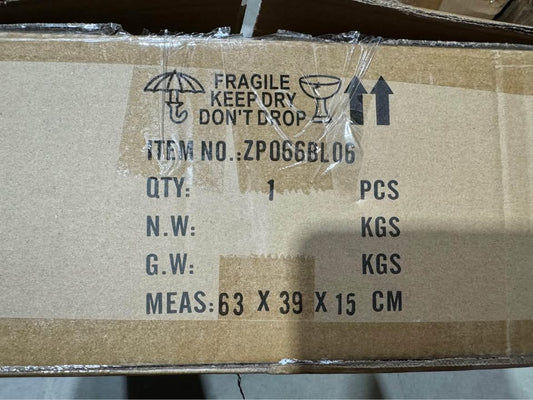 FRAGILE
KEEP DRY
DON'T DROP
ITEM NO.:ZP066BL06
QTY: 1 PCS
N.W: KGS
G.W: KGS
MEAS: 63 X 39 X 15 CM